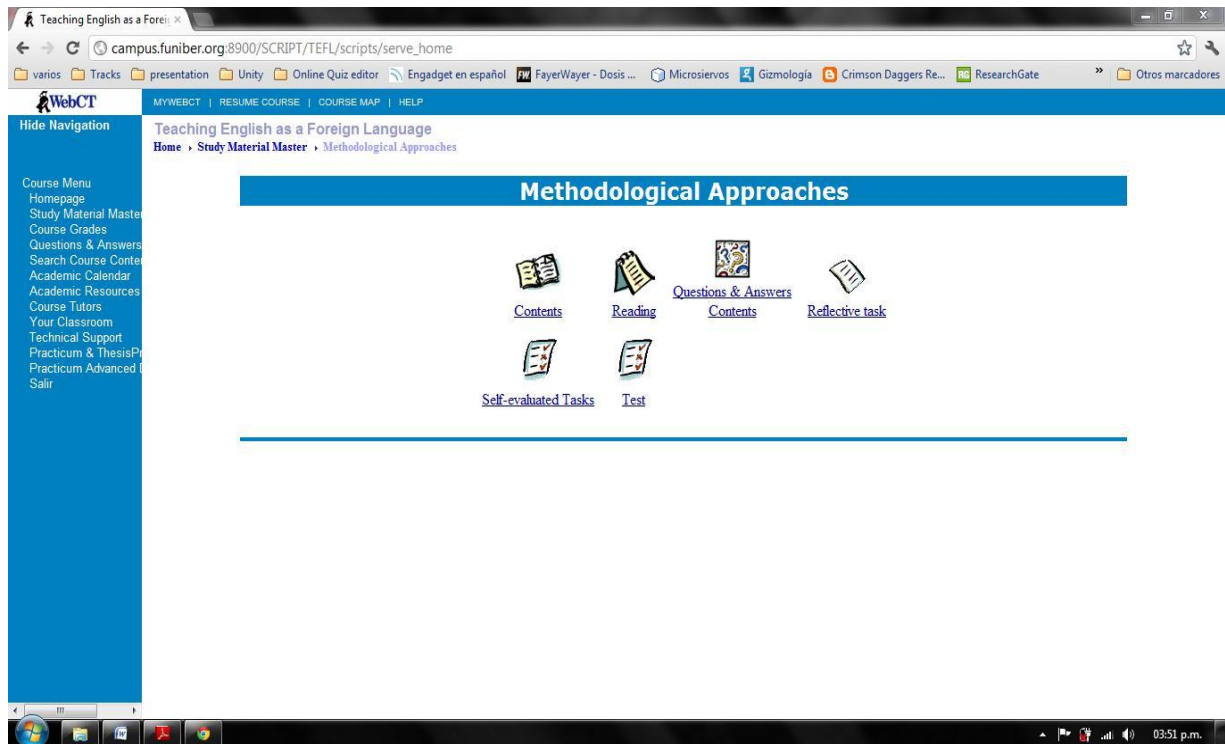 Teaching English as a Forei
campus.funiber.org:8900/SCRIPT/TEFL/scripts/serve_home
varios Tracks presentation Unity Online Quiz editor Engadget en español FW FayerWayer - Dosis ... Microsiervos Gizmología Crimson Daggers Re... RG ResearchGate » Otros marcadores
WebCT MYWEBCT | RESUME COURSE | COURSE MAP | HELP
Hide Navigation
Teaching English as a Foreign Language
Home Study Material Master Methodological Approaches
Methodological Approaches
Course Menu
Homepage
Study Material Master
Course Grades
Questions & Answers
Search Course Conte
Academic Calendar
Academic Resources
Course Tutors
Your Classroom
Technical Support
Practicum & ThesisPr
Practicum Advanced
Salir
Contents
Reading
Questions & Answers
Contents
Reflective task
Self-evaluated Tasks
Test
03:51 p.m.